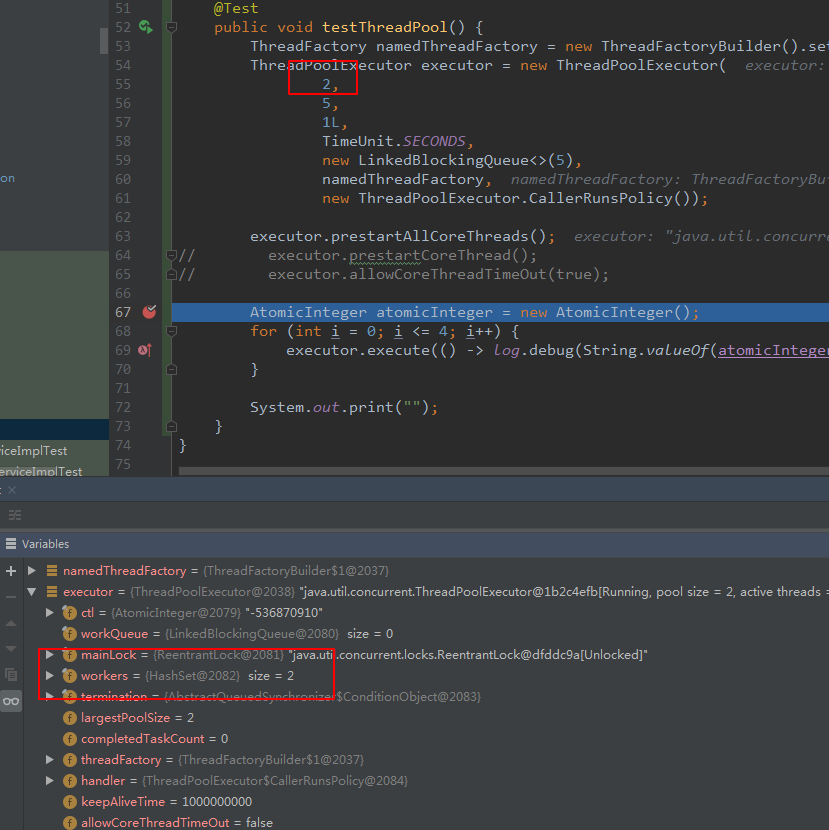 51 @Test
52 public void testThreadPool() {
53 ThreadFactory namedThreadFactory = new ThreadFactoryBuilder().set
54 ThreadPoolExecutor executor = new ThreadPoolExecutor( executor:
55 2,
56 5,
57 1L,
58 TimeUnit.SECONDS,
59 new LinkedBlockingQueue<>(5),
60 namedThreadFactory, namedThreadFactory: ThreadFactoryBui
61 new ThreadPoolExecutor.CallerRunsPolicy());
62
63 executor.prestartAllCoreThreads(); executor: "java.util.concurre
64 // executor.prestartCoreThread();
65 // executor.allowCoreThreadTimeOut(true);
66
67 AtomicInteger atomicInteger = new AtomicInteger();
68 for (int i = 0; i <= 4; i++) {
69 executor.execute(() -> log.debug(String.valueOf(atomicInteger
70 }
71
72 System.out.print("");
73 }
74 }
75
on
iceImplTest
erviceImplTest
Variables
namedThreadFactory = {ThreadFactoryBuilder$1@2037}
executor = {ThreadPoolExecutor@2038} "java.util.concurrent.ThreadPoolExecutor@1b2c4efb[Running, pool size = 2, active threads =
ctl = {AtomicInteger@2079} "-536870910"
workQueue = {LinkedBlockingQueue@2080} size = 0
mainLock = {ReentrantLock@2081} "java.util.concurrent.locks.ReentrantLock@dfddc9a[Unlocked]"
workers = {HashSet@2082} size = 2
termination = {AbstractQueuedSynchronizer$ConditionObject@2083}
largestPoolSize = 2
completedTaskCount = 0
threadFactory = {ThreadFactoryBuilder$1@2037}
handler = {ThreadPoolExecutor$CallerRunsPolicy@2084}
keepAliveTime = 1000000000
allowCoreThreadTimeOut = false